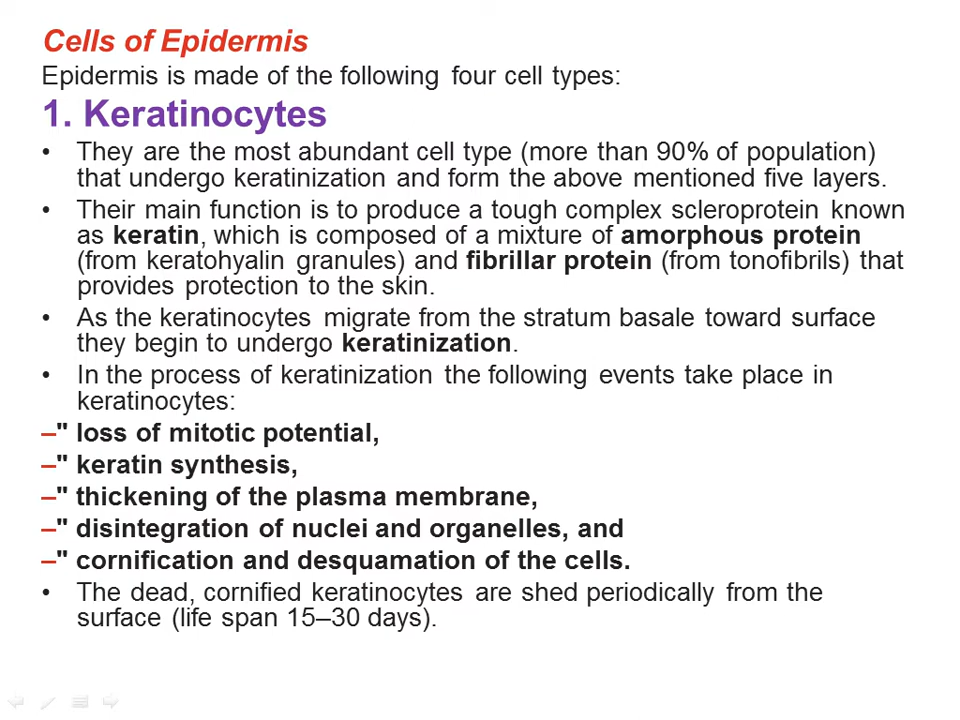 Cells of Epidermis
Epidermis is made of the following four cell types:
1. Keratinocytes
• They are the most abundant cell type (more than 90% of population)
that undergo keratinization and form the above mentioned five layers.
• Their main function is to produce a tough complex scleroprotein known
as keratin, which is composed of a mixture of amorphous protein
(from keratohyalin granules) and fibrillar protein (from tonofibrils) that
provides protection to the skin.
• As the keratinocytes migrate from the stratum basale toward surface
they begin to undergo keratinization.
• In the process of keratinization the following events take place in
keratinocytes:
–" loss of mitotic potential,
–" keratin synthesis,
–" thickening of the plasma membrane,
–" disintegration of nuclei and organelles, and
–" cornification and desquamation of the cells.
• The dead, cornified keratinocytes are shed periodically from the
surface (life span 15–30 days).